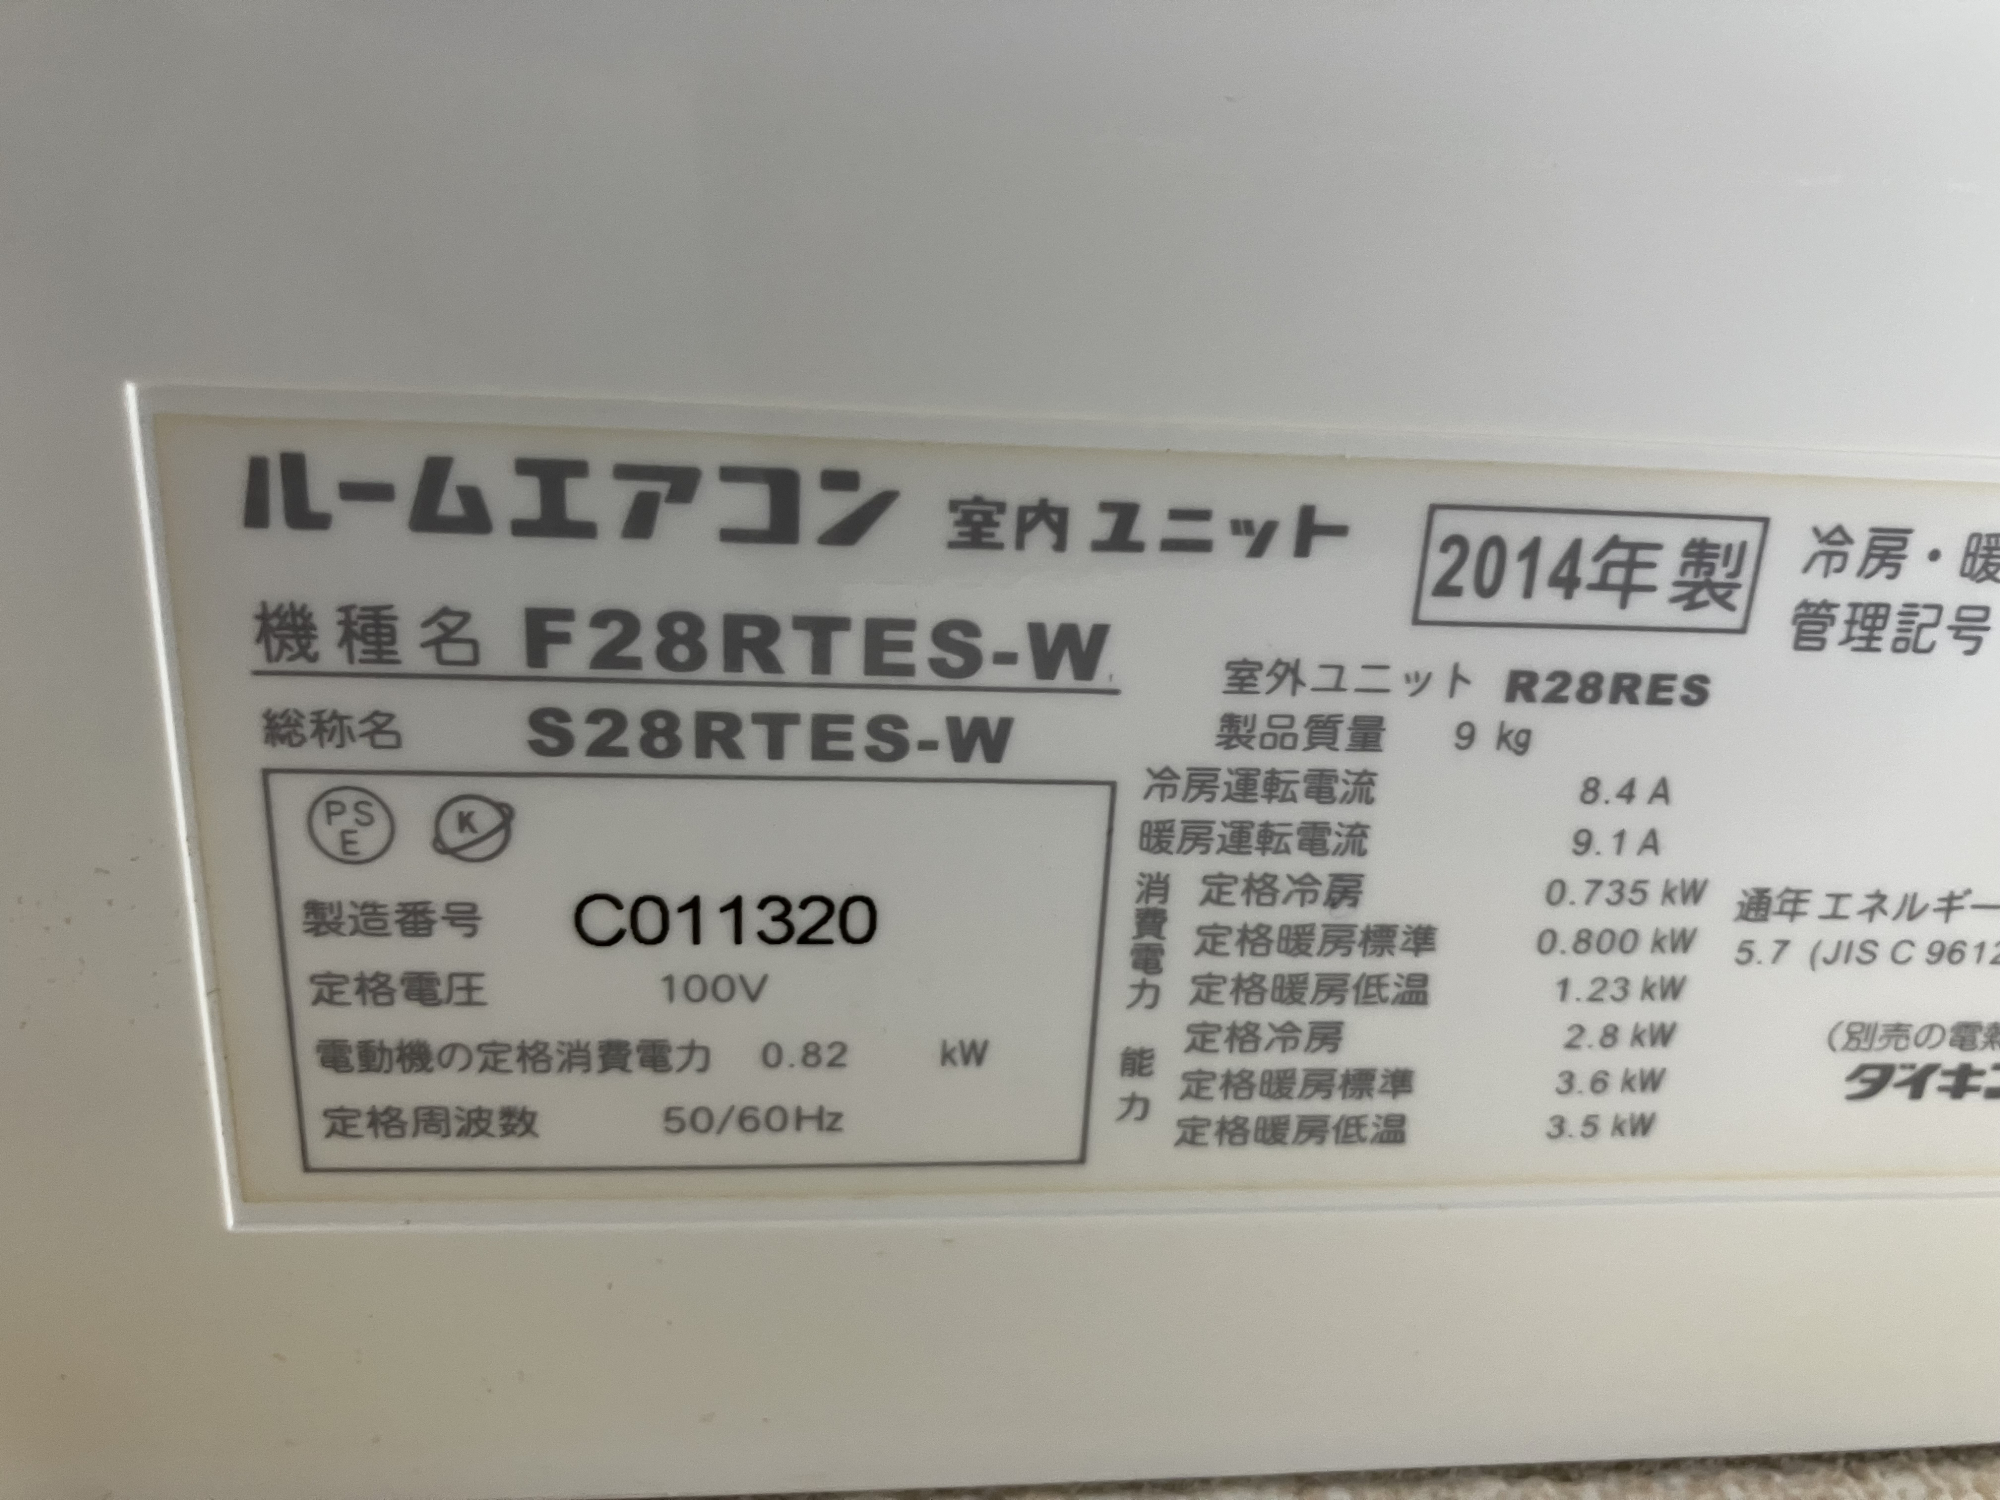 ルームエアコン 室内ユニット
2014年製
冷房・暖
管理記号
機種名 F28RTES-W
総称名 S28RTES-W
室外ユニット R28RES
製品質量 9 kg
PSE K
製造番号 C011320
定格電圧 100V
電動機の定格消費電力 0.82 kW
定格周波数 50/60Hz
冷房運転電流 8.4 A
暖房運転電流 9.1 A
消費電力 定格冷房 0.735 kW
定格暖房標準 0.800 kW
定格暖房低温 1.23 kW
能力 定格冷房 2.8 kW
定格暖房標準 3.6 kW
定格暖房低温 3.5 kW
通年エネルギー
5.7 (JIS C 9612
(別売の電熱
ダイキン